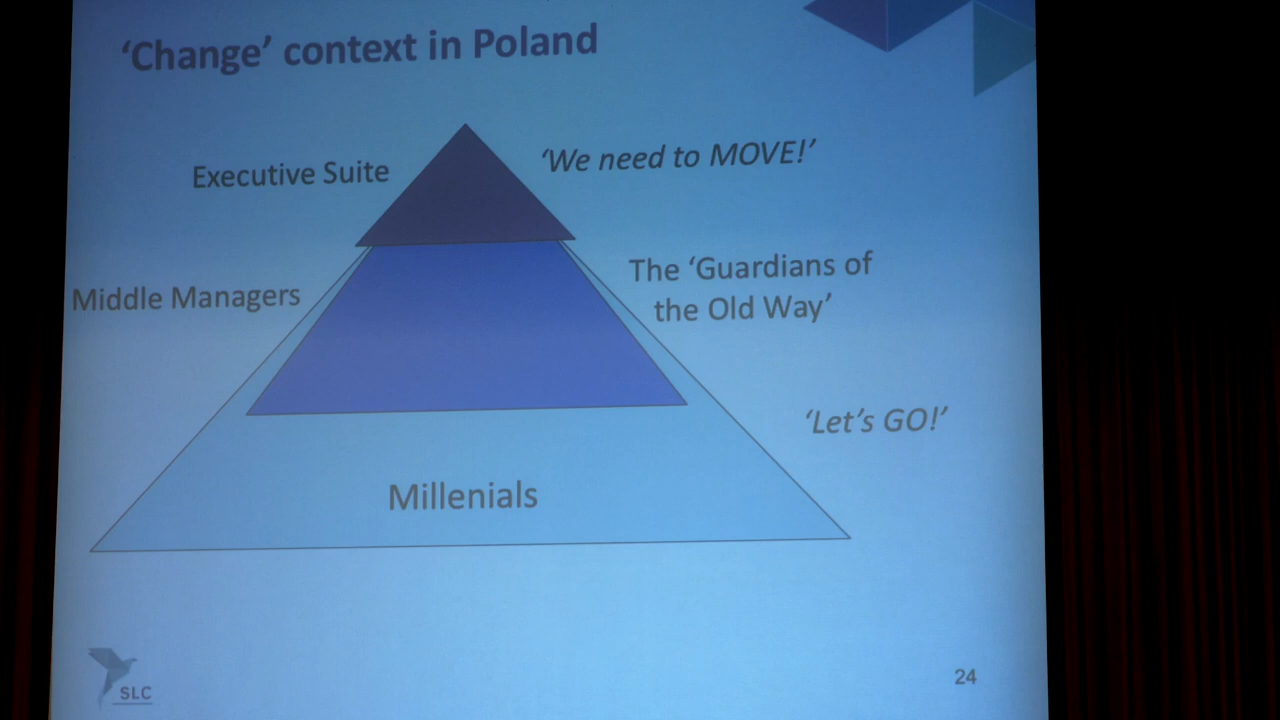 ‘Change’ context in Poland
Executive Suite
‘We need to MOVE!’
Middle Managers
The ‘Guardians of
the Old Way’
‘Let’s GO!’
Millenials
SLC
24